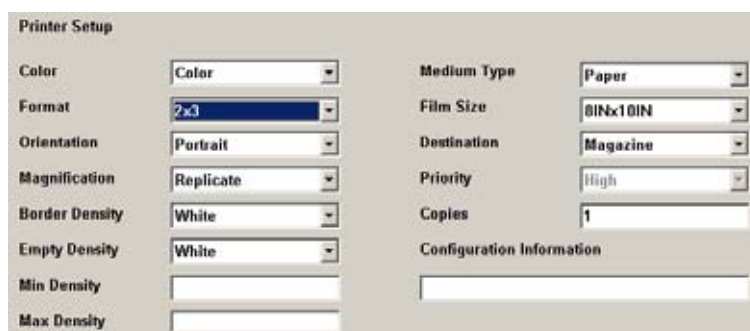 Printer Setup
Color Color Medium Type Paper
Format 2x3 Film Size 8INx10IN
Orientation Portrait Destination Magazine
Magnification Replicate Priority High
Border Density White Copies 1
Empty Density White Configuration Information
Min Density
Max Density